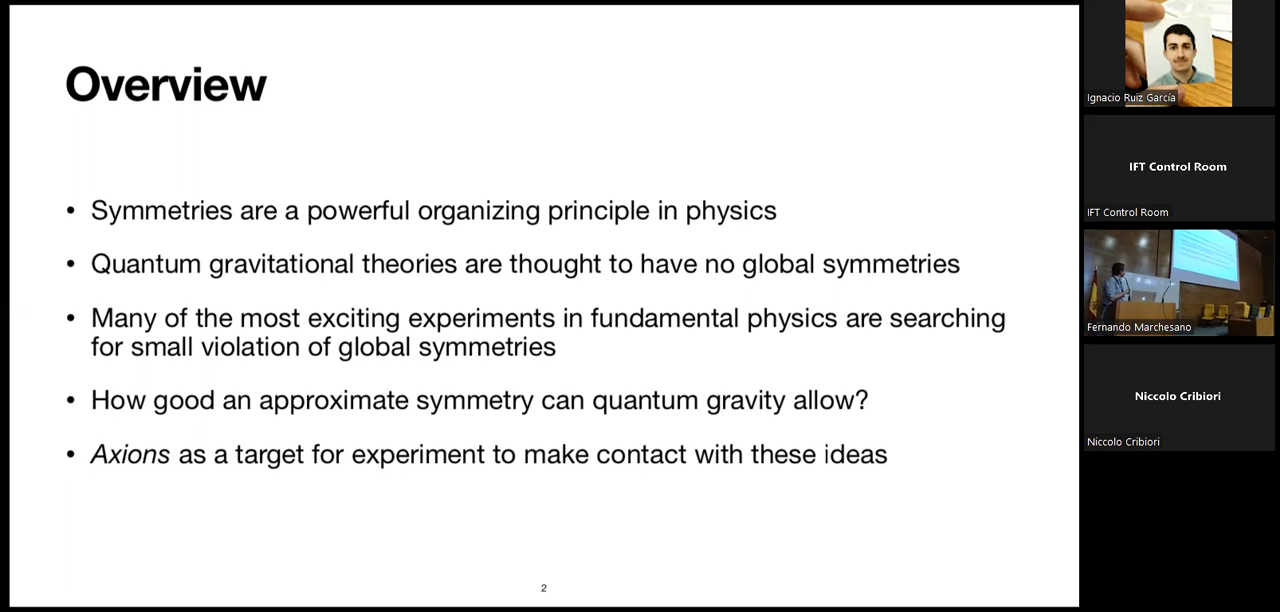 Overview
• Symmetries are a powerful organizing principle in physics
• Quantum gravitational theories are thought to have no global symmetries
• Many of the most exciting experiments in fundamental physics are searching
for small violation of global symmetries
• How good an approximate symmetry can quantum gravity allow?
• Axions as a target for experiment to make contact with these ideas
2
Ignacio Ruiz García
IFT Control Room
IFT Control Room
Fernando Marchesano
Niccolo Cribiori
Niccolo Cribiori